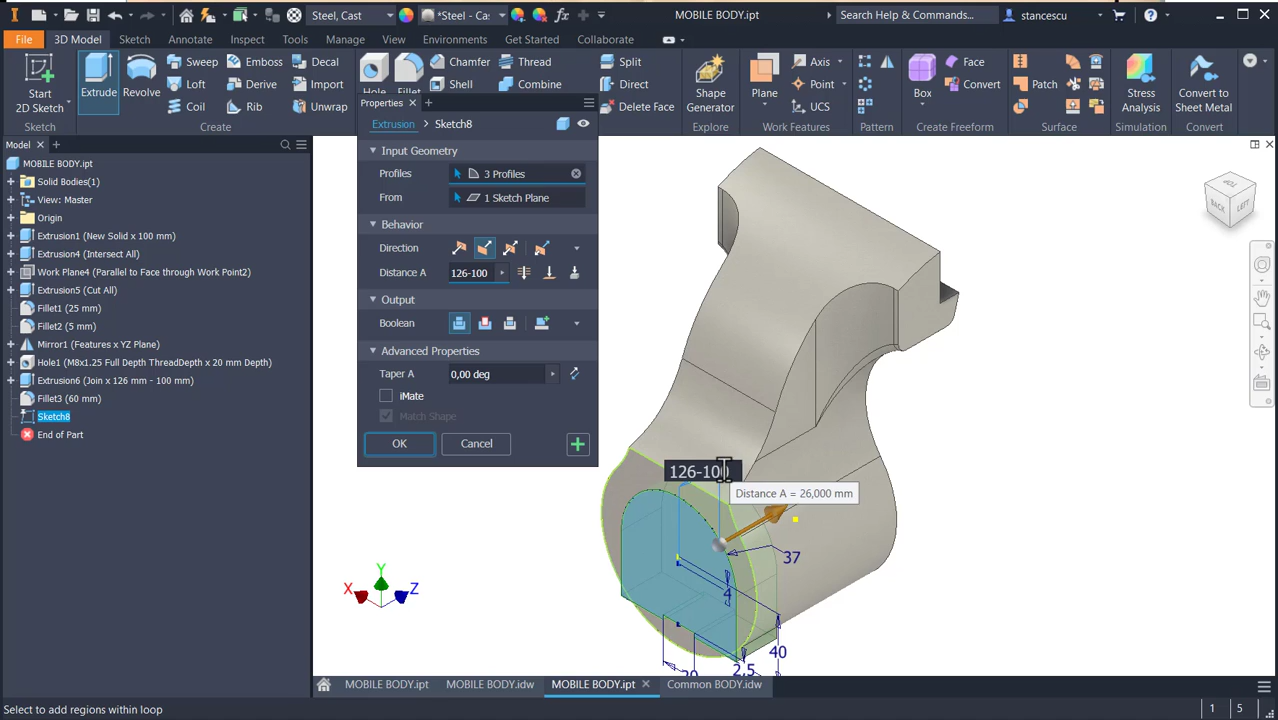 Steel, Cast
*Steel - Cas
MOBILE BODY.ipt
Search Help & Commands...
stancescu
File
3D Model
Sketch
Annotate
Inspect
Tools
Manage
View
Environments
Get Started
Collaborate
Start
2D Sketch
Extrude
Revolve
Sweep
Loft
Coil
Emboss
Derive
Rib
Decal
Import
Unwrap
Hole
Fillet
Chamfer
Shell
Thread
Combine
Split
Direct
Delete Face
Shape
Generator
Plane
Axis
Point
UCS
Box
Face
Convert
Patch
Stress
Analysis
Convert to
Sheet Metal
Sketch
Create
Explore
Work Features
Pattern
Create Freeform
Surface
Simulation
Convert
Model
MOBILE BODY.ipt
Solid Bodies(1)
View: Master
Origin
Extrusion1 (New Solid x 100 mm)
Extrusion4 (Intersect All)
Work Plane4 (Parallel to Face through Work Point2)
Extrusion5 (Cut All)
Fillet1 (25 mm)
Fillet2 (5 mm)
Mirror1 (Features x YZ Plane)
Hole1 (M8x1.25 Full Depth ThreadDepth x 20 mm Depth)
Extrusion6 (Join x 126 mm - 100 mm)
Fillet3 (60 mm)
Sketch8
End of Part
Properties
Extrusion > Sketch8
Input Geometry
Profiles
3 Profiles
From
1 Sketch Plane
Behavior
Direction
Distance A
126-100
Output
Boolean
Advanced Properties
Taper A
0,00 deg
iMate
Match Shape
OK
Cancel
126-100
Distance A = 26,000 mm
37
4
40
2,5
20
X
Y
Z
TOP
BACK
LEFT
MOBILE BODY.ipt
MOBILE BODY.idw
MOBILE BODY.ipt
Common BODY.idw
Select to add regions within loop
1
5